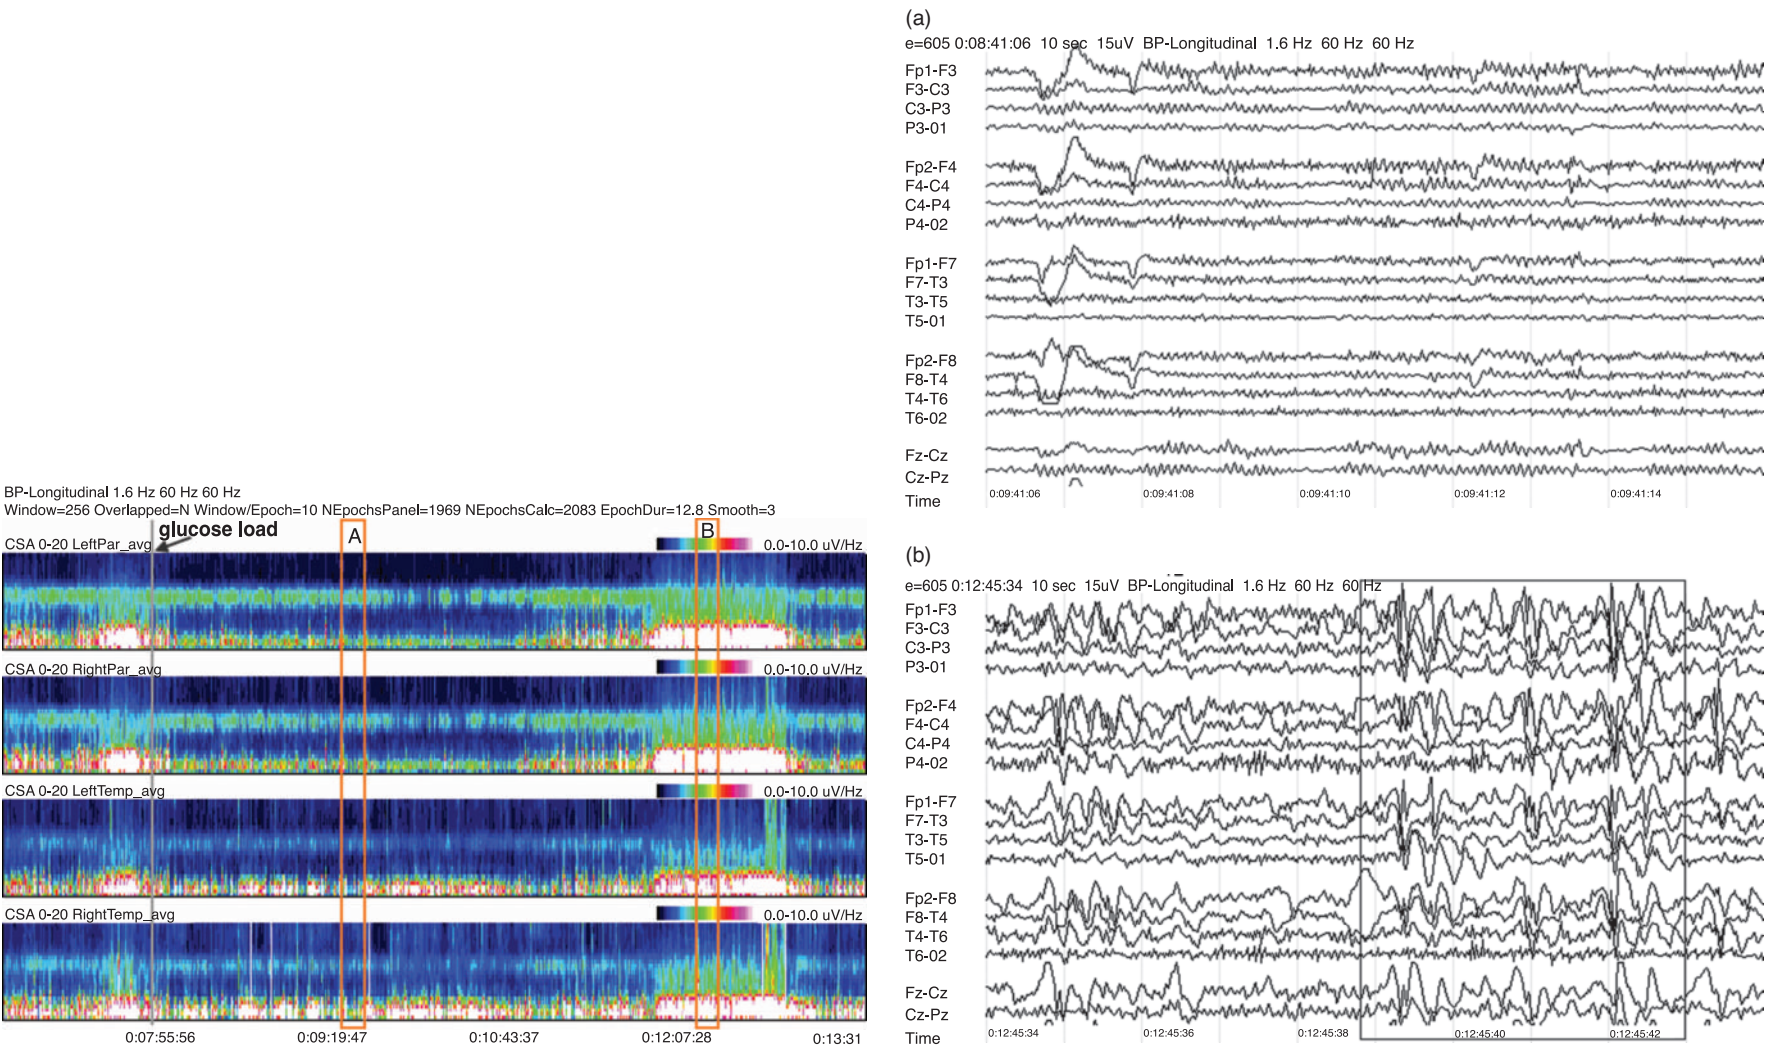 BP-Longitudinal 1.6 Hz 60 Hz 60 Hz
Window=256 Overlapped=N Window/Epoch=10 NEpochsPanel=1969 NEpochsCalc=2083 EpochDur=12.8 Smooth=3
glucose load
A
B
CSA 0-20 LeftPar_avg
0.0-10.0 uV/Hz
CSA 0-20 RightPar_avg
0.0-10.0 uV/Hz
CSA 0-20 LeftTemp_avg
0.0-10.0 uV/Hz
CSA 0-20 RightTemp_avg
0.0-10.0 uV/Hz
0:07:55:56 0:09:19:47 0:10:43:37 0:12:07:28 0:13:31
(a)
e=605 0:08:41:06 10 sec 15uV BP-Longitudinal 1.6 Hz 60 Hz 60 Hz
Fp1-F3
F3-C3
C3-P3
P3-01
Fp2-F4
F4-C4
C4-P4
P4-02
Fp1-F7
F7-T3
T3-T5
T5-01
Fp2-F8
F8-T4
T4-T6
T6-02
Fz-Cz
Cz-Pz
Time 0:09:41:06 0:09:41:08 0:09:41:10 0:09:41:12 0:09:41:14
(b)
e=605 0:12:45:34 10 sec 15uV BP-Longitudinal 1.6 Hz 60 Hz 60 Hz
Fp1-F3
F3-C3
C3-P3
P3-01
Fp2-F4
F4-C4
C4-P4
P4-02
Fp1-F7
F7-T3
T3-T5
T5-01
Fp2-F8
F8-T4
T4-T6
T6-02
Fz-Cz
Cz-Pz
Time 0:12:45:34 0:12:45:36 0:12:45:38 0:12:45:40 0:12:45:42